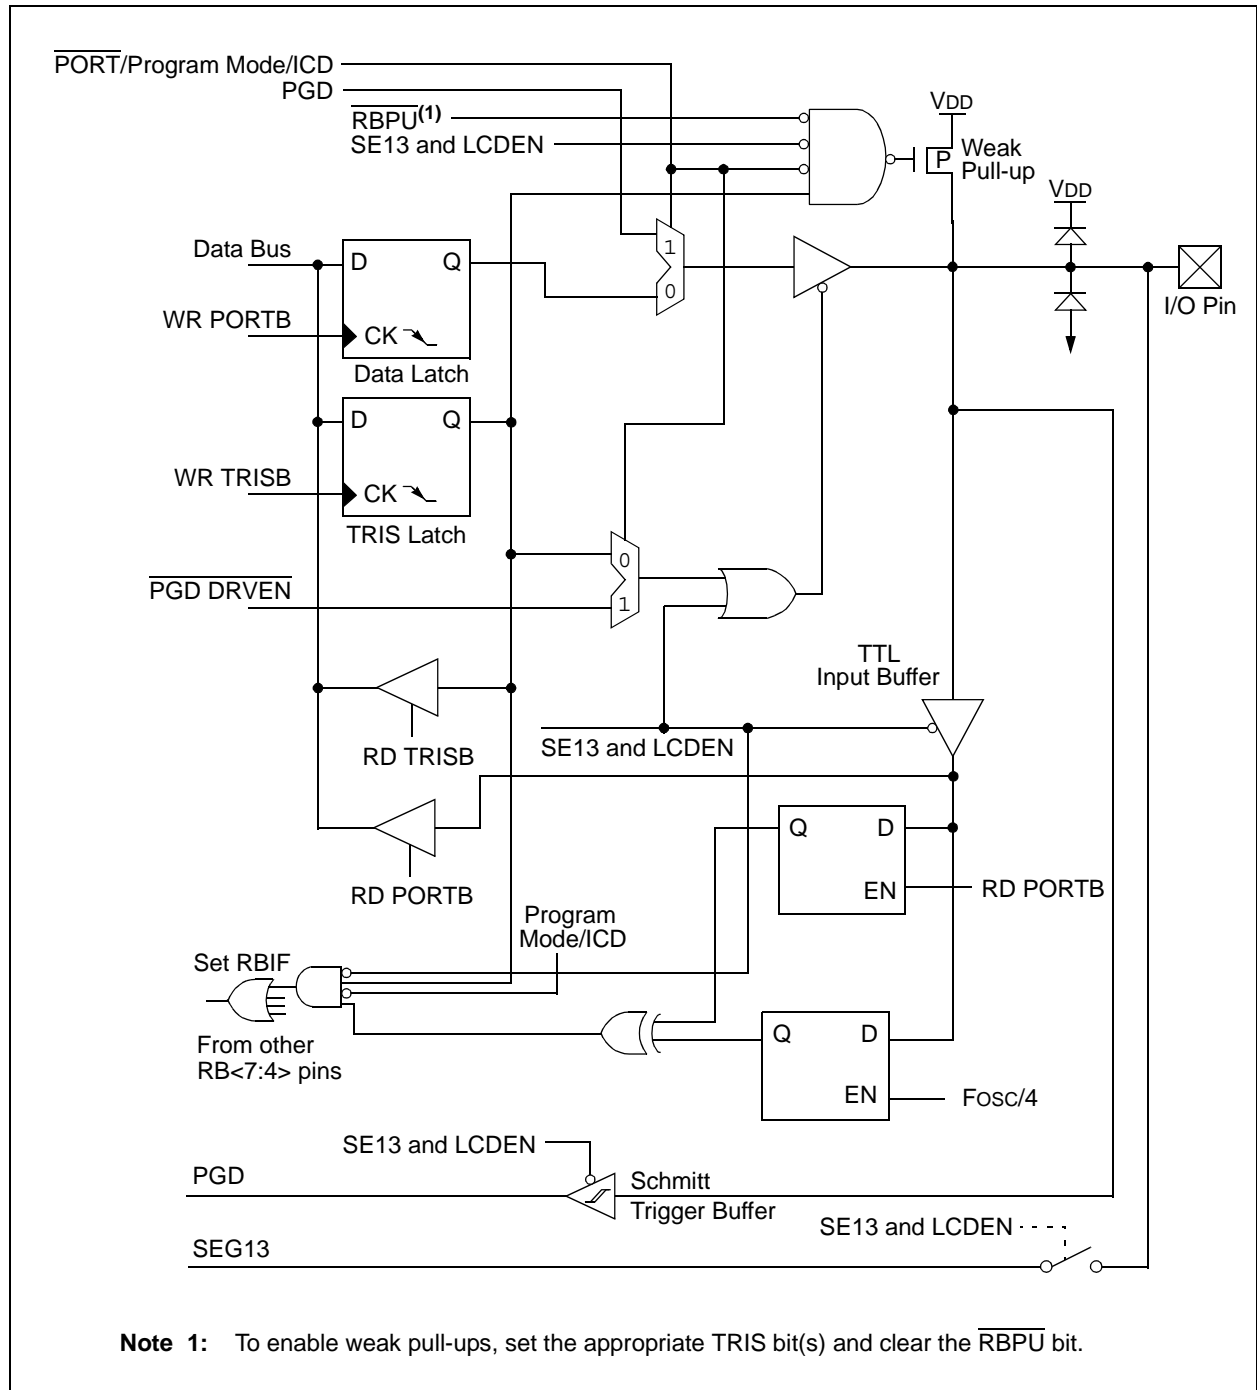 PORT/Program Mode/ICD
PGD
RBPU(1)
SE13 and LCDEN
VDD
P
Weak
Pull-up
VDD
I/O Pin
Data Bus
D
Q
1
0
WR PORTB
CK
Data Latch
D
Q
WR TRISB
CK
TRIS Latch
0
1
PGD DRVEN
TTL
Input Buffer
SE13 and LCDEN
RD TRISB
Q
D
EN
RD PORTB
RD PORTB
Program
Mode/ICD
Set RBIF
From other
RB<7:4> pins
Q
D
EN
FOSC/4
SE13 and LCDEN
PGD
Schmitt
Trigger Buffer
SE13 and LCDEN
SEG13
Note 1: To enable weak pull-ups, set the appropriate TRIS bit(s) and clear the RBPU bit.